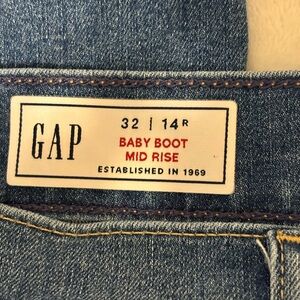 GAP
32 | 14R
BABY BOOT
MID RISE
ESTABLISHED IN 1969